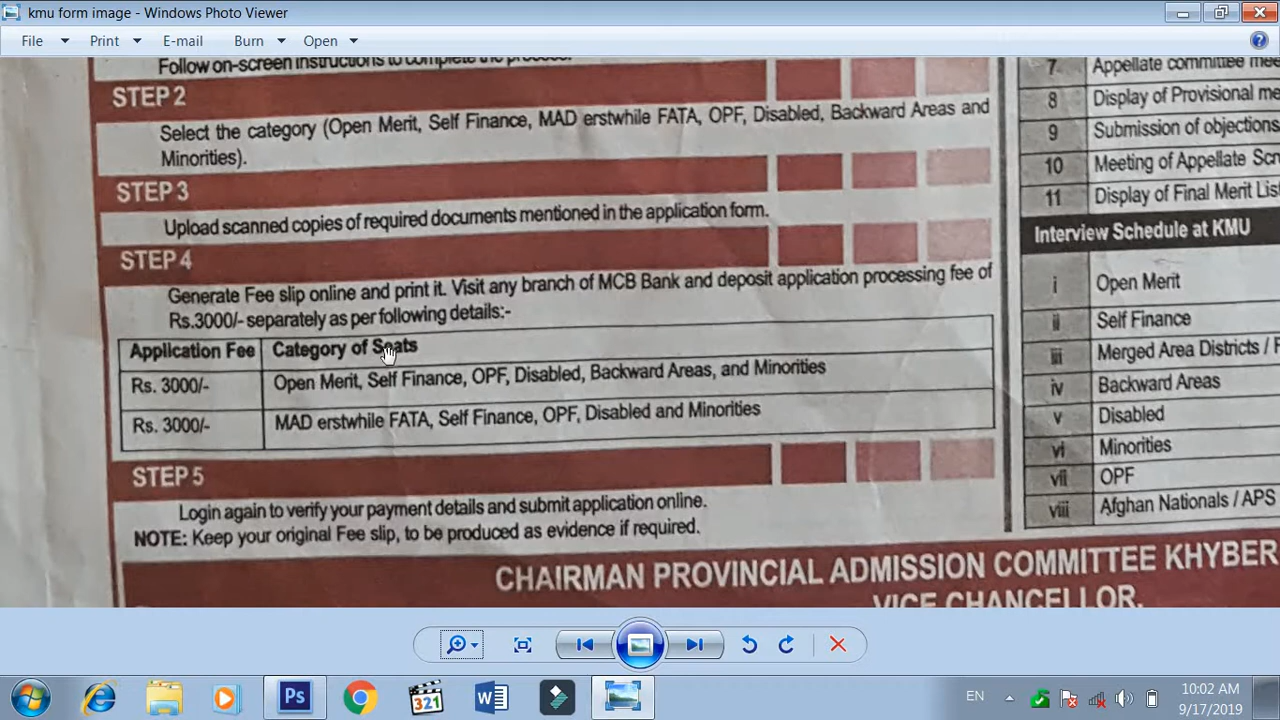 kmu form image - Windows Photo Viewer
File Print E-mail Burn Open
Follow on-screen instructions to complete the process.
STEP 2
Select the category (Open Merit, Self Finance, MAD erstwhile FATA, OPF, Disabled, Backward Areas and
Minorities).
STEP 3
Upload scanned copies of required documents mentioned in the application form.
STEP 4
Generate Fee slip online and print it. Visit any branch of MCB Bank and deposit application processing fee of
Rs.3000/- separately as per following details:-
Application Fee Category of Seats
Rs. 3000/- Open Merit, Self Finance, OPF, Disabled, Backward Areas, and Minorities
Rs. 3000/- MAD erstwhile FATA, Self Finance, OPF, Disabled and Minorities
STEP 5
Login again to verify your payment details and submit application online.
NOTE: Keep your original Fee slip, to be produced as evidence if required.
7 Appellate committee
8 Display of Provisional
9 Submission of objections
10 Meeting of Appellate
11 Display of Final Merit
Interview Schedule at KMU
i Open Merit
ii Self Finance
iii Merged Area Districts /
iv Backward Areas
v Disabled
vi Minorities
vii OPF
viii Afghan Nationals / APS
CHAIRMAN PROVINCIAL ADMISSION COMMITTEE KHYBER
VICE CHANCELLOR,
Ps
321
W
EN
10:02 AM
9/17/2019